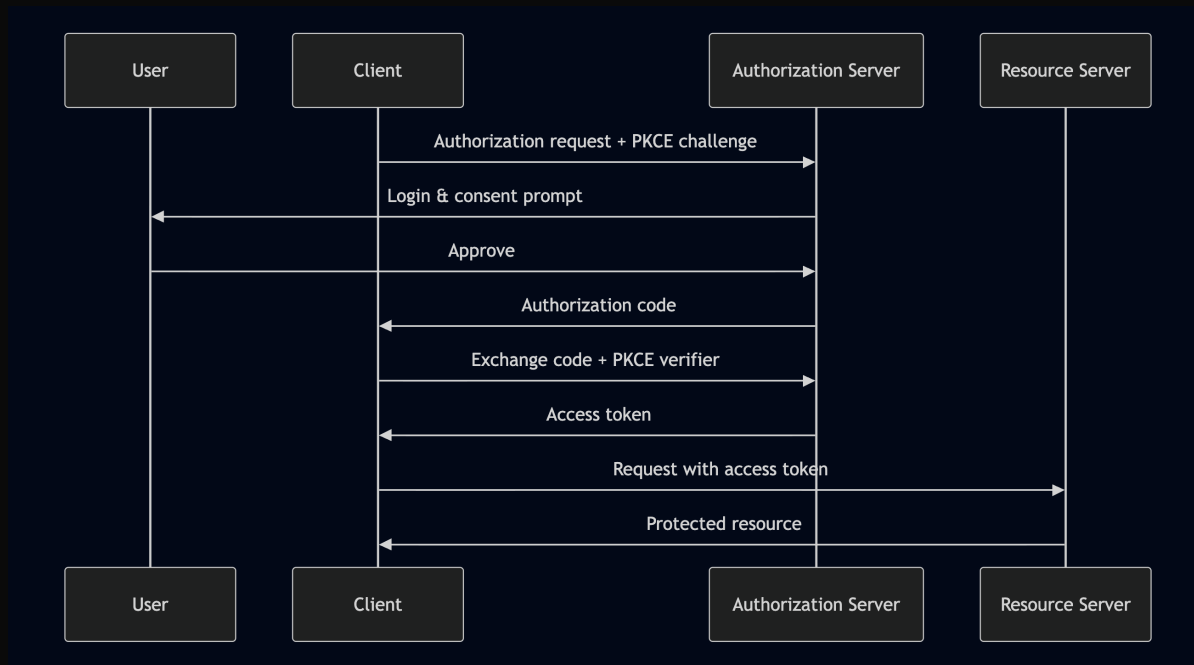 User
Client
Authorization Server
Resource Server
Authorization request + PKCE challenge
Login & consent prompt
Approve
Authorization code
Exchange code + PKCE verifier
Access token
Request with access token
Protected resource
User
Client
Authorization Server
Resource Server